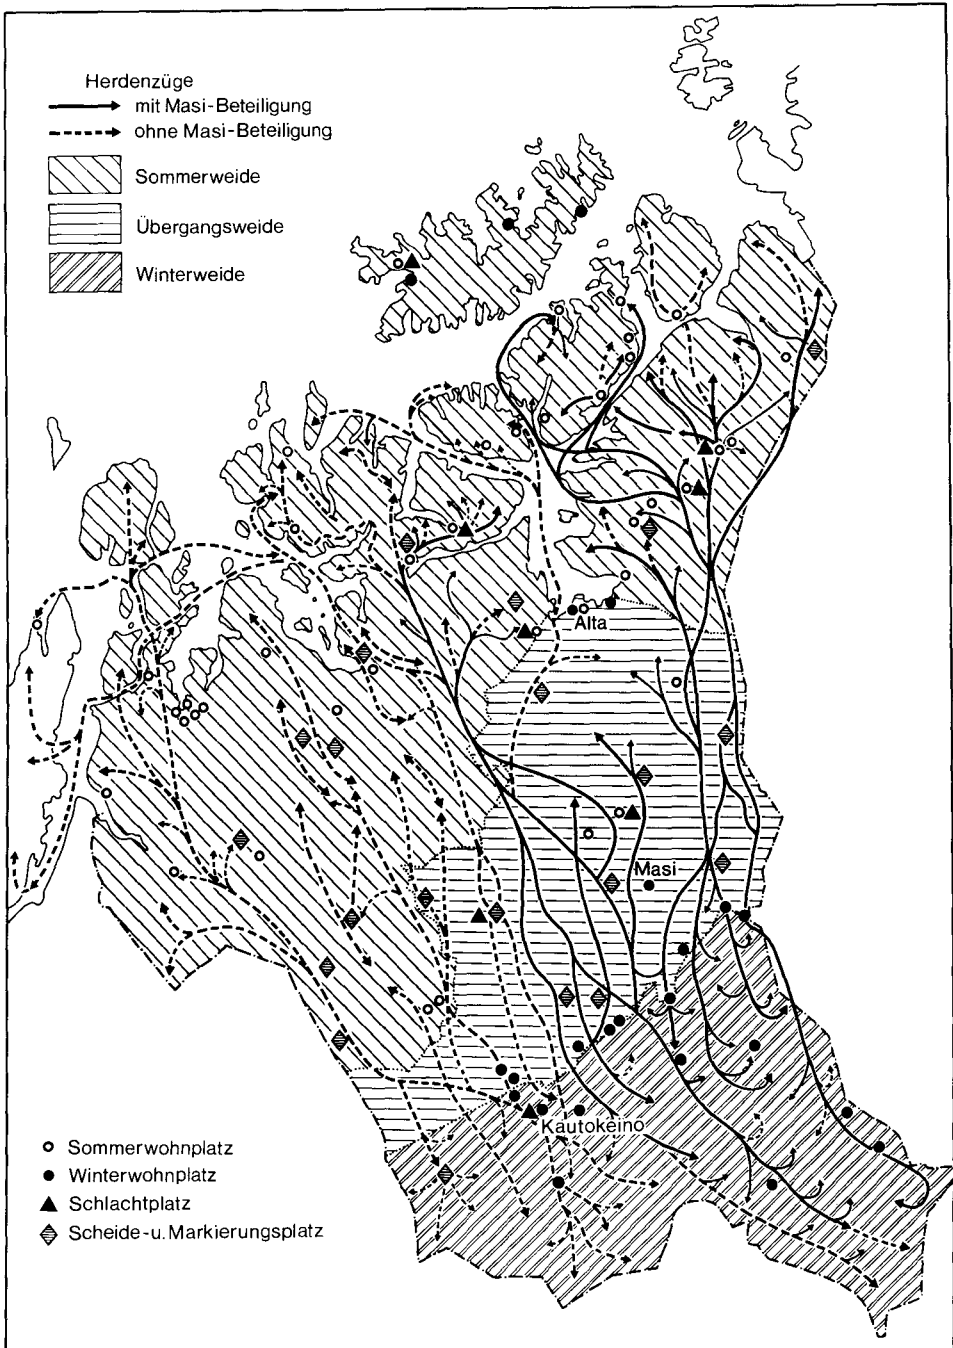 Herdenzüge
mit Masi-Beteiligung
ohne Masi-Beteiligung
Sommerweide
Übergangsweide
Winterweide
Alta
Masi
Kautokeino
Sommerwohnplatz
Winterwohnplatz
Schlachtplatz
Scheide-u. Markierungsplatz